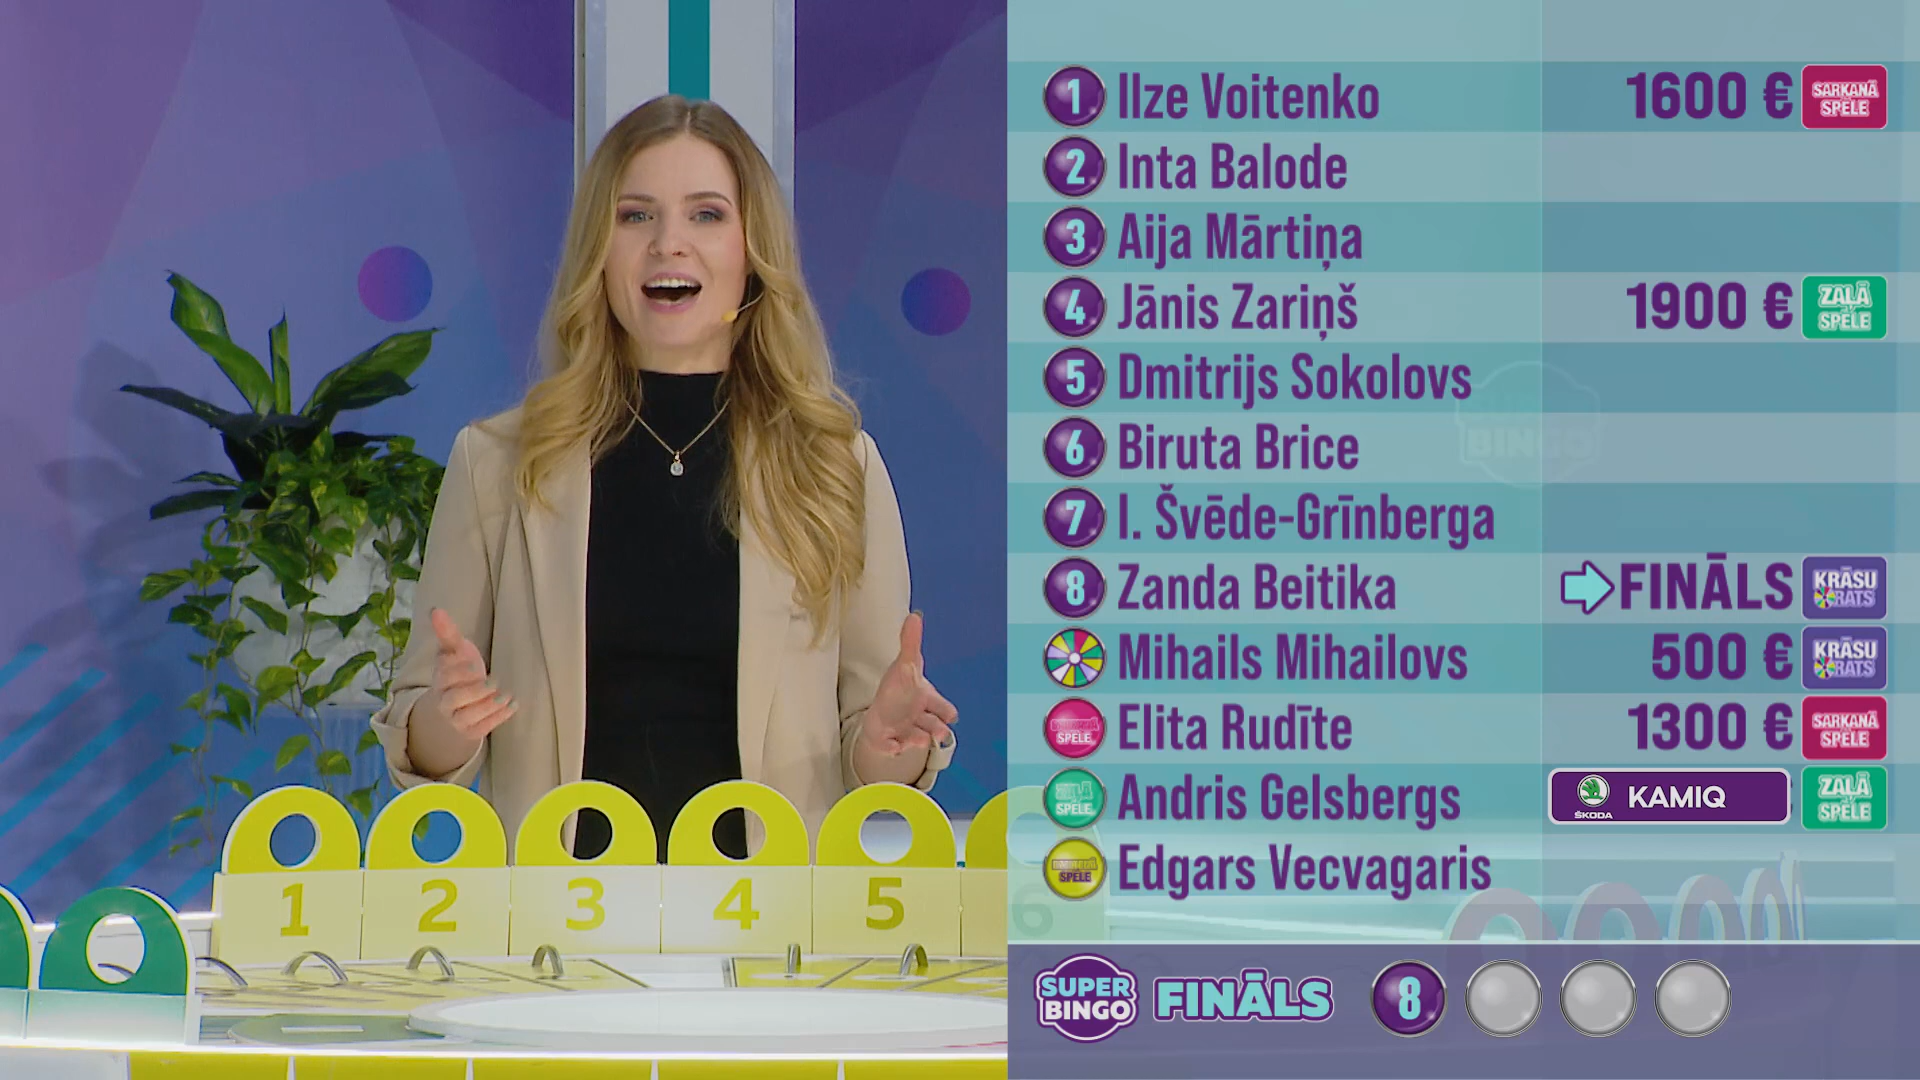 1 Ilze Voitenko 1600 € SARKANĀ SPĒLE
2 Inta Balode
3 Aija Mārtiņa
4 Jānis Zariņš 1900 € ZAĻĀ SPĒLE
5 Dmitrijs Sokolovs
6 Biruta Brice
BINGO
7 I. Švēde-Grīnberga
8 Zanda Beitika FINĀLS KRĀSU RATS
Mihails Mihailovs 500 € KRĀSU RATS
SPĒLE Elita Rudīte 1300 € SARKANĀ SPĒLE
ZAĻĀ SPĒLE Andris Gelsbergs ŠKODA KAMIQ ZAĻĀ SPĒLE
SPĒLE Edgars Vecvagaris
1 2 3 4 5 6
SUPER BINGO FINĀLS 8